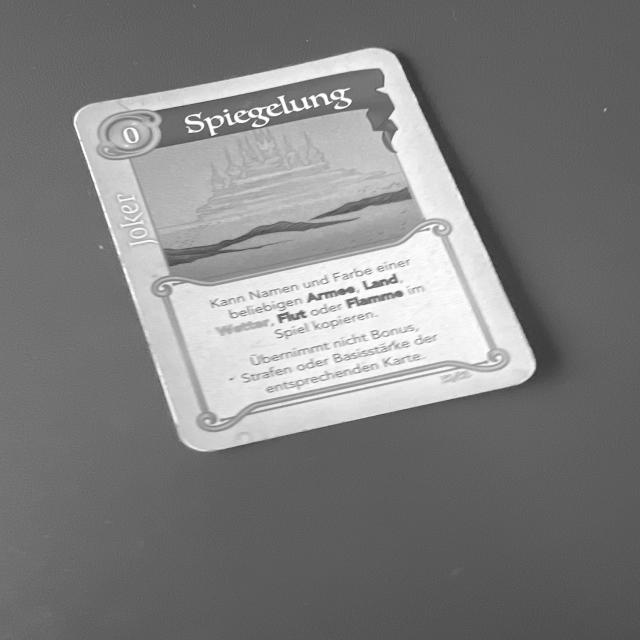 Spiegelung
0
Joker
Kann Namen und Farbe einer
beliebigen Armee, Land,
Wetter, Flut oder Flamme im
Spiel kopieren.
Übernimmt nicht Bonus,
Strafen oder Basisstärke der
entsprechenden Karte.